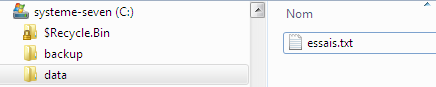 systeme-seven (C:)
$Recycle.Bin
backup
data
Nom
essais.txt